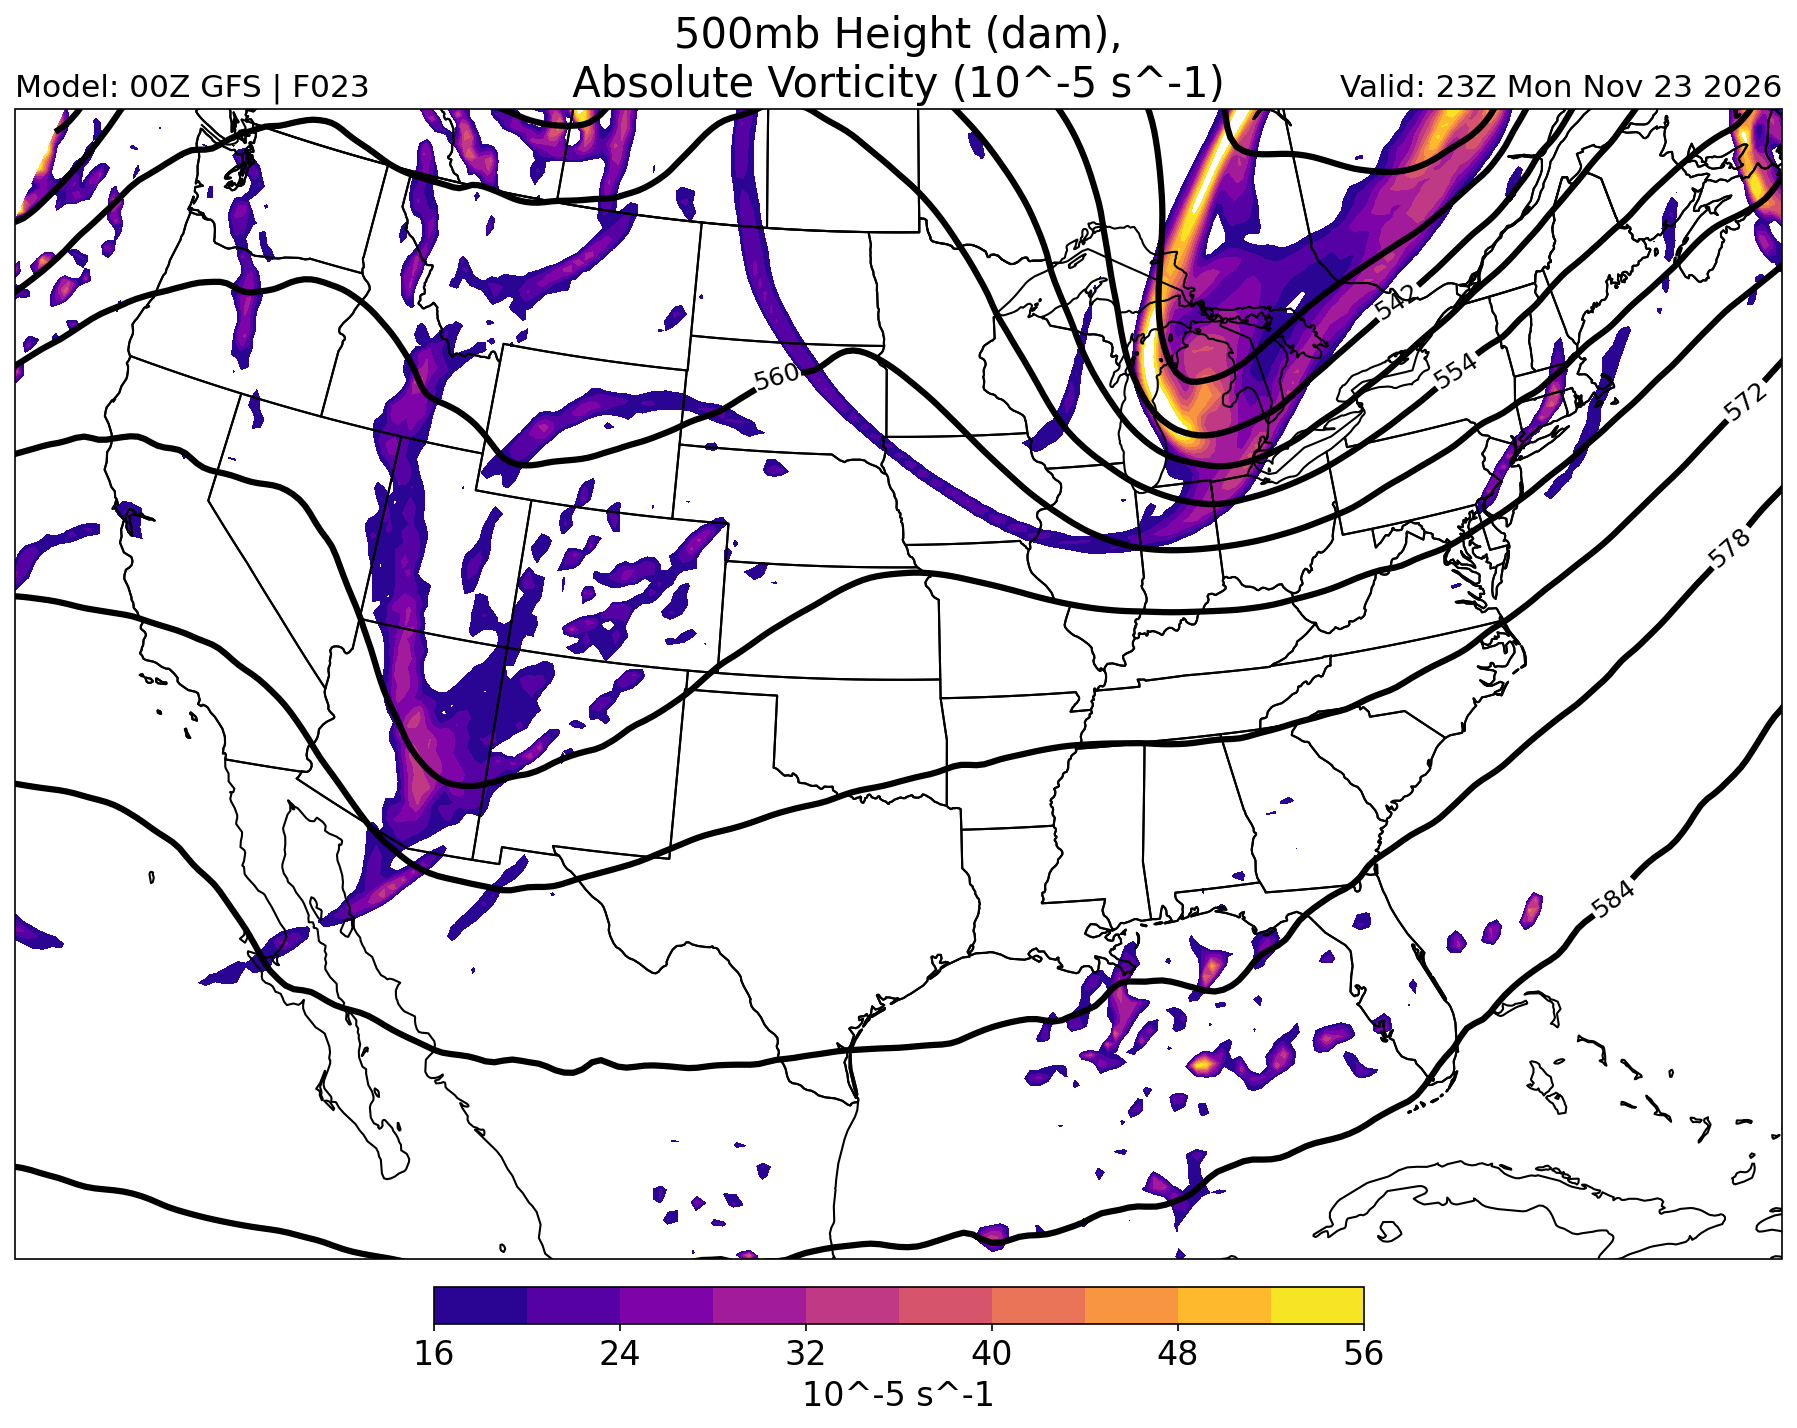 500mb Height (dam),
Absolute Vorticity (10^-5 s^-1)
Model: 00Z GFS | F023
Valid: 23Z Mon Nov 23 2026
542
554
560
572
578
584
16 24 32 40 48 56
10^-5 s^-1